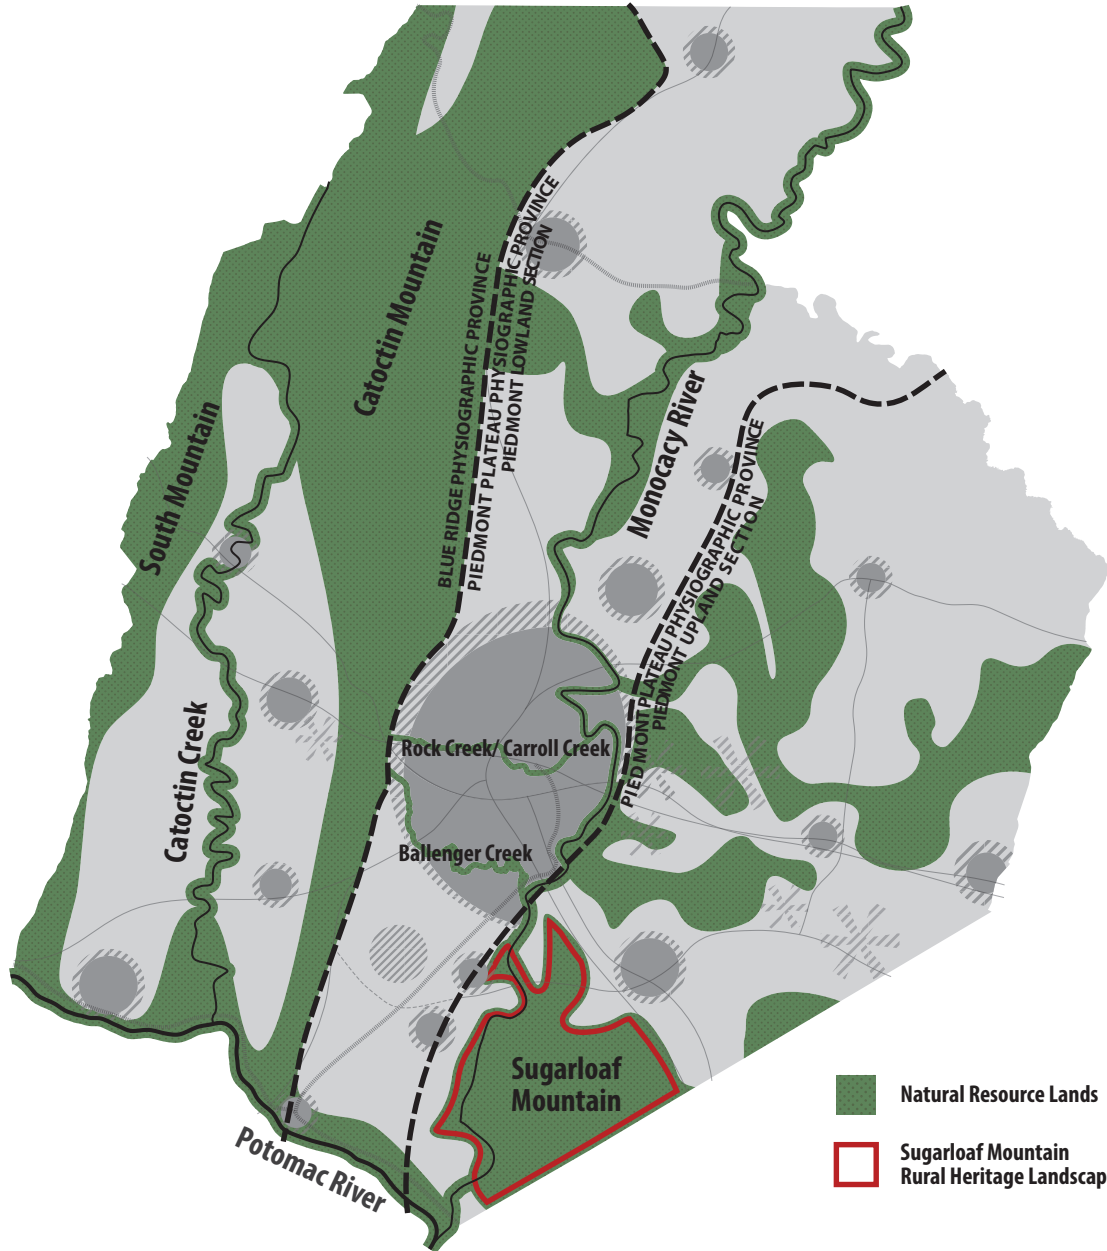 Catoctin Mountain
South Mountain
BLUE RIDGE PHYSIOGRAPHIC PROVINCE
PIEDMONT PLATEAU PHYSIOGRAPHIC PROVINCE
PIEDMONT LOWLAND SECTION
Monocacy River
PIEDMONT PLATEAU PHYSIOGRAPHIC PROVINCE
PIEDMONT UPLAND SECTION
Catoctin Creek
Rock Creek/ Carroll Creek
Ballenger Creek
Sugarloaf
Mountain
Potomac River
Natural Resource Lands
Sugarloaf Mountain
Rural Heritage Landscap